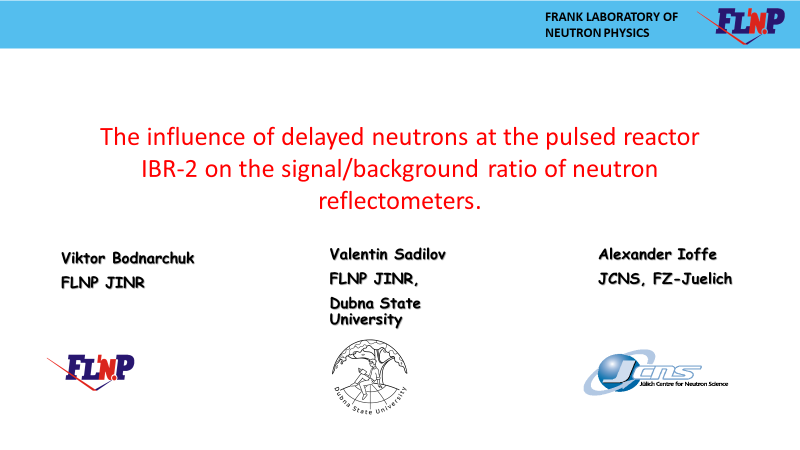 FRANK LABORATORY OF
NEUTRON PHYSICS
FLNP
The influence of delayed neutrons at the pulsed reactor
IBR-2 on the signal/background ratio of neutron
reflectometers.
Viktor Bodnarchuk
FLNP JINR
Valentin Sadilov
FLNP JINR,
Dubna State
University
Alexander Ioffe
JCNS, FZ-Juelich
FLNP
Dubna State University
Jcns
Jülich Centre for Neutron Science